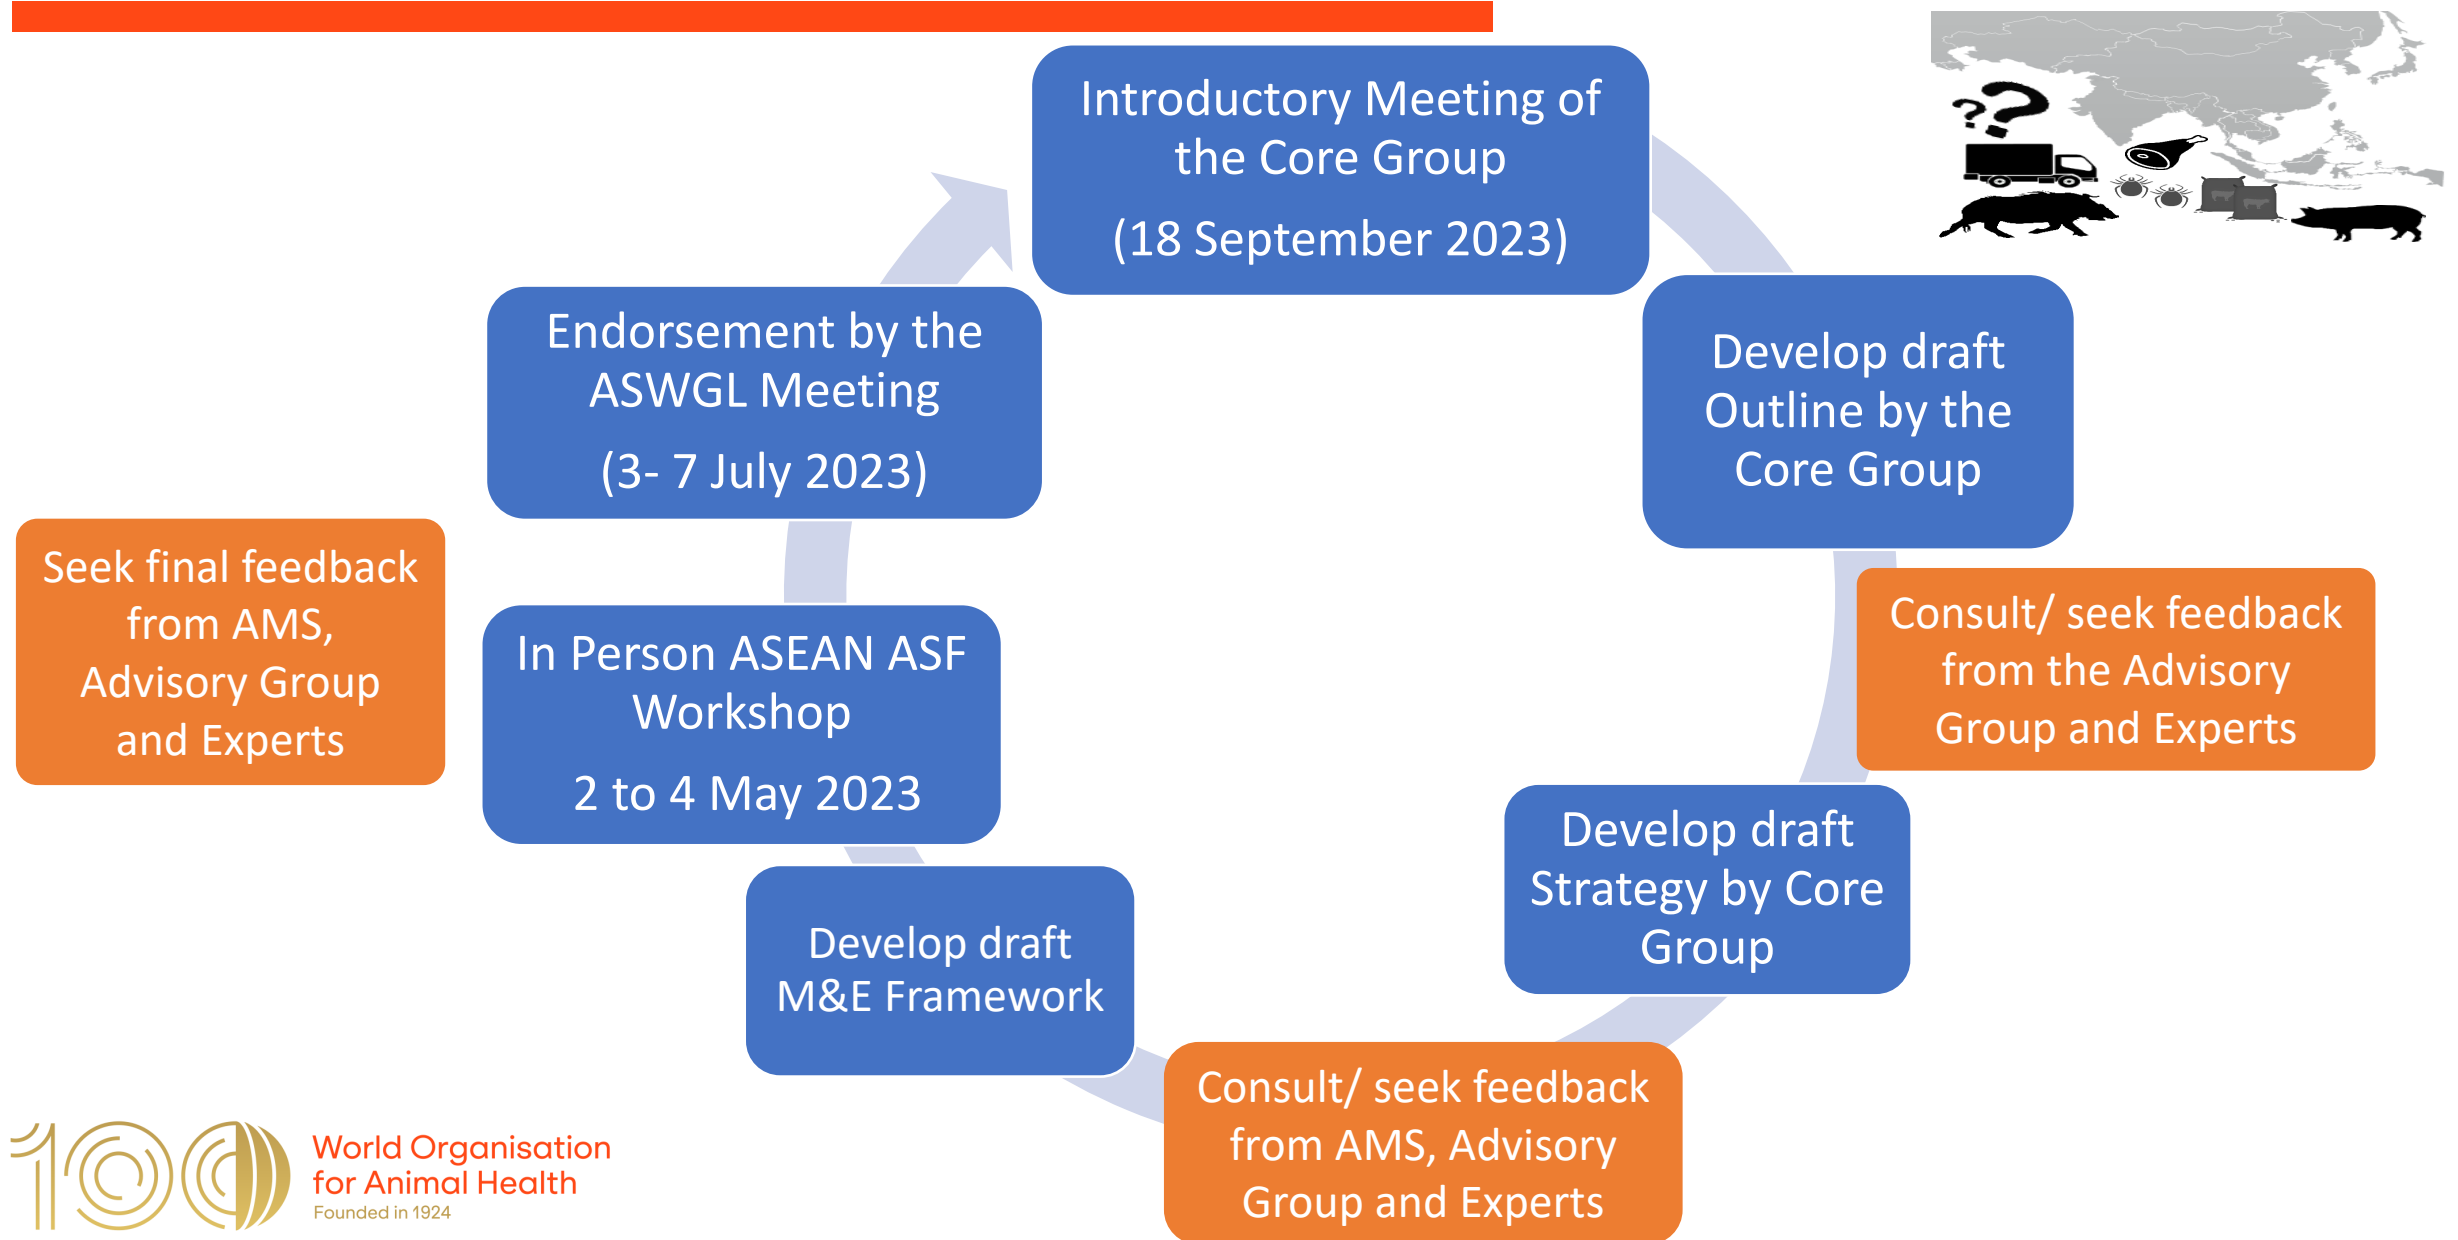 Introductory Meeting of
the Core Group
(18 September 2023)
Develop draft
Outline by the
Core Group
Consult/ seek feedback
from the Advisory
Group and Experts
Develop draft
Strategy by Core
Group
Consult/ seek feedback
from AMS, Advisory
Group and Experts
Develop draft
M&E Framework
In Person ASEAN ASF
Workshop
2 to 4 May 2023
Seek final feedback
from AMS,
Advisory Group
and Experts
Endorsement by the
ASWGL Meeting
(3- 7 July 2023)
??
100
World Organisation
for Animal Health
Founded in 1924